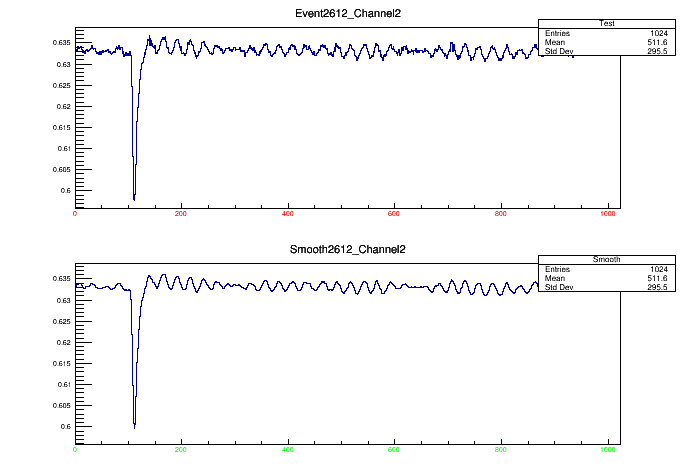 Event2612_Channel2
Test
Entries 1024
Mean 511.6
Std Dev 295.5
0.635
0.63
0.625
0.62
0.615
0.61
0.605
0.6
0 200 400 600 800 1000
Smooth2612_Channel2
Smooth
Entries 1024
Mean 511.6
Std Dev 295.5
0.635
0.63
0.625
0.62
0.615
0.61
0.605
0.6
0 200 400 600 800 1000